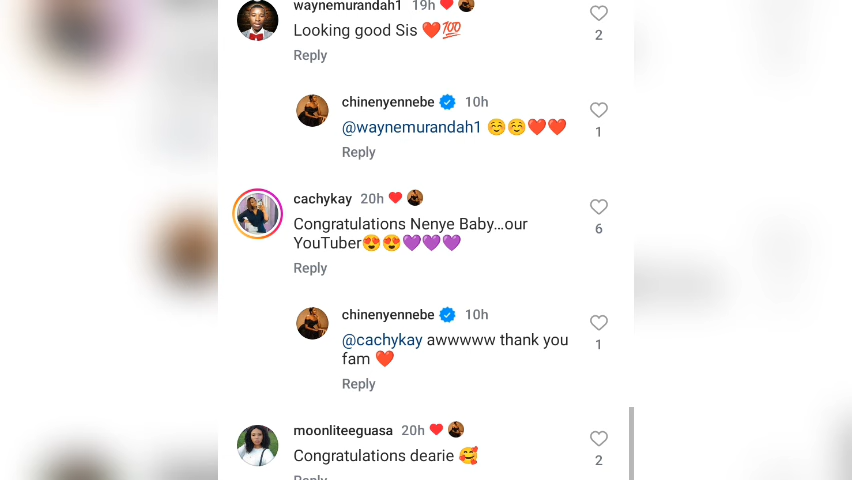 waynemurandah1 19h
Looking good Sis ❤️💯
2
Reply
chinenyennebe 10h
@waynemurandah1 ☺️☺️❤️❤️
1
Reply
cachykay 20h
Congratulations Nenye Baby...our
YouTuber😍😍💜💜💜
6
Reply
chinenyennebe 10h
@cachykay awwwww thank you
fam ❤️
1
Reply
moonliteeguasa 20h
Congratulations dearie 🥰
2
Reply